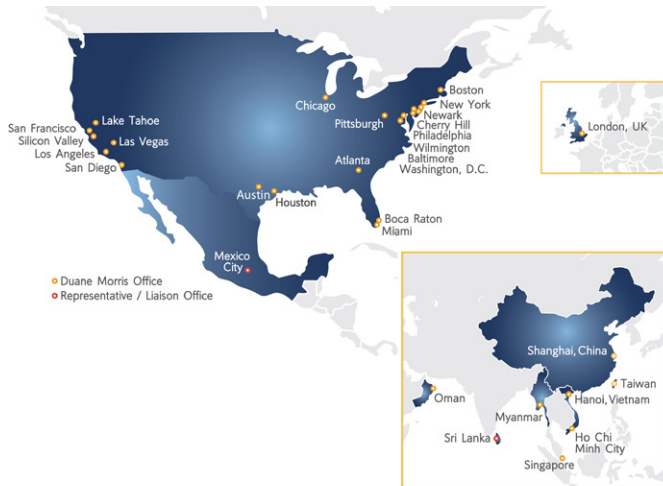 Boston
New York
Newark
Cherry Hill
Philadelphia
Wilmington
Baltimore
Washington, D.C.
Chicago
Pittsburgh
Lake Tahoe
San Francisco
Silicon Valley
Las Vegas
Los Angeles
San Diego
Atlanta
Austin
Houston
Boca Raton
Miami
Mexico
City
Duane Morris Office
Representative / Liaison Office
London, UK
Shanghai, China
Taiwan
Hanoi, Vietnam
Oman
Myanmar
Sri Lanka
Ho Chi
Minh City
Singapore